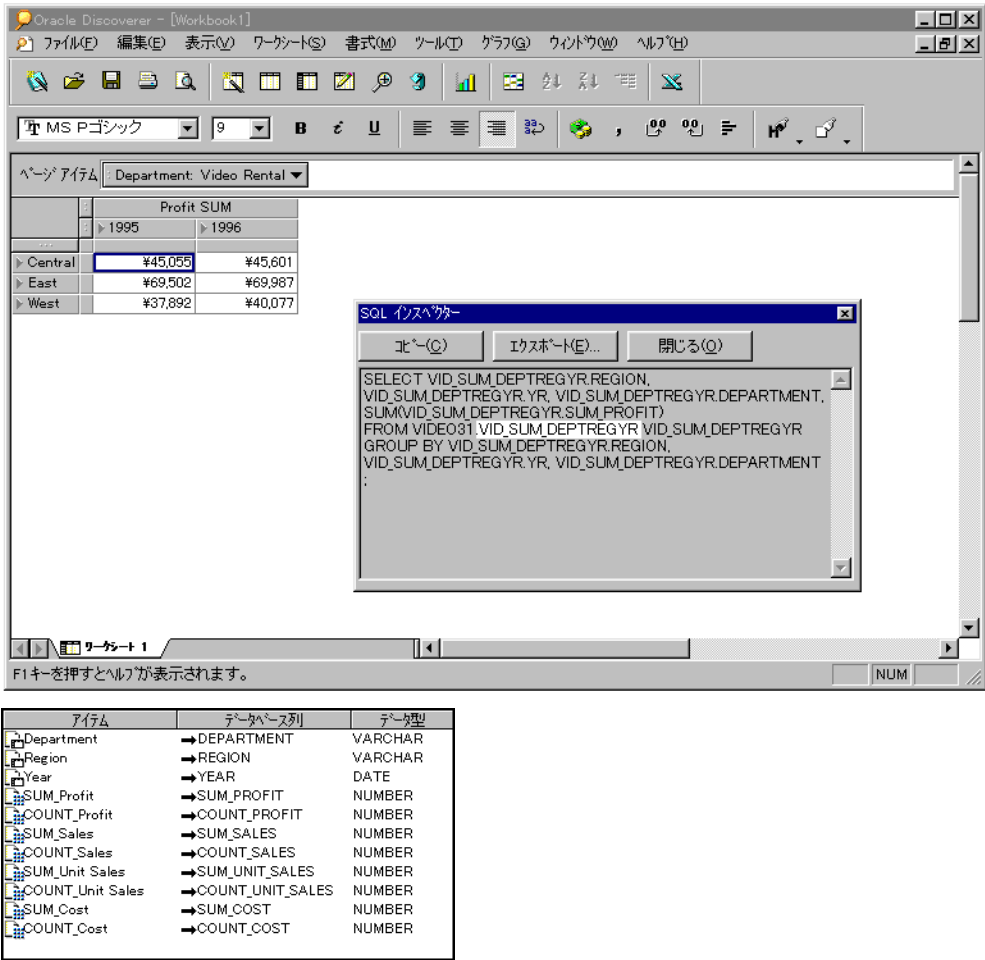 Oracle Discoverer - [Workbook1]
ファイル(F) 編集(E) 表示(V) ワークシート(S) 書式(M) ツール(T) グラフ(G) ウィンドウ(W) ヘルプ(H)
MS Pゴシック 9 B i U
ページ アイテム Department: Video Rental
Profit SUM
1995 1996
Central ¥45,055 ¥45,601
East ¥69,502 ¥69,987
West ¥37,892 ¥40,077
SQL インスペクター
コピー(C) エクスポート(E)... 閉じる(O)
SELECT VID_SUM_DEPTREGYR.REGION,
VID_SUM_DEPTREGYR.YR, VID_SUM_DEPTREGYR.DEPARTMENT,
SUM(VID_SUM_DEPTREGYR.SUM_PROFIT)
FROM VIDEO31.VID_SUM_DEPTREGYR VID_SUM_DEPTREGYR
GROUP BY VID_SUM_DEPTREGYR.REGION,
VID_SUM_DEPTREGYR.YR, VID_SUM_DEPTREGYR.DEPARTMENT
;
ワークシート 1
F1キーを押すとヘルプが表示されます。 NUM
アイテム データベース列 データ型
Department DEPARTMENT VARCHAR
Region REGION VARCHAR
Year YEAR DATE
SUM_Profit SUM_PROFIT NUMBER
COUNT_Profit COUNT_PROFIT NUMBER
SUM_Sales SUM_SALES NUMBER
COUNT_Sales COUNT_SALES NUMBER
SUM_Unit Sales SUM_UNIT_SALES NUMBER
COUNT_Unit Sales COUNT_UNIT_SALES NUMBER
SUM_Cost SUM_COST NUMBER
COUNT_Cost COUNT_COST NUMBER